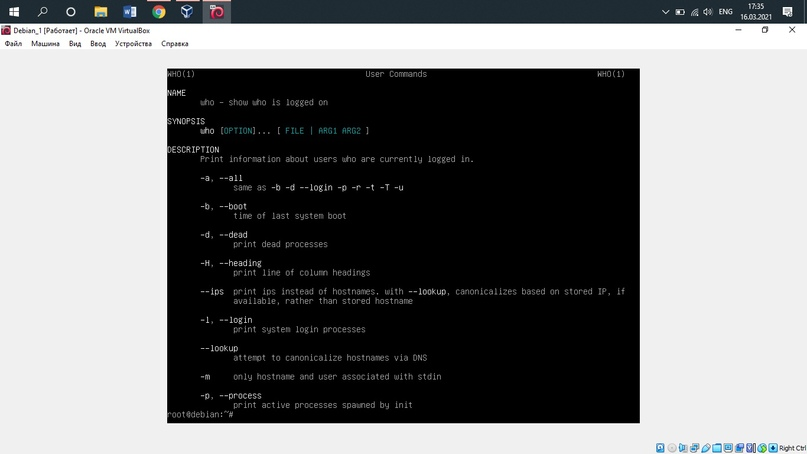 ENG
17:35
16.03.2021
Debian_1 [Работает] - Oracle VM VirtualBox
Файл Машина Вид Ввод Устройства Справка
WHO(1) User Commands WHO(1)
NAME
who - show who is logged on
SYNOPSIS
who [OPTION]... [ FILE | ARG1 ARG2 ]
DESCRIPTION
Print information about users who are currently logged in.
-a, --all
same as -b -d --login -p -r -t -T -u
-b, --boot
time of last system boot
-d, --dead
print dead processes
-H, --heading
print line of column headings
--ips print ips instead of hostnames. with --lookup, canonicalizes based on stored IP, if
available, rather than stored hostname
-l, --login
print system login processes
--lookup
attempt to canonicalize hostnames via DNS
-m only hostname and user associated with stdin
-p, --process
print active processes spawned by init
root@debian:~#
Right Ctrl